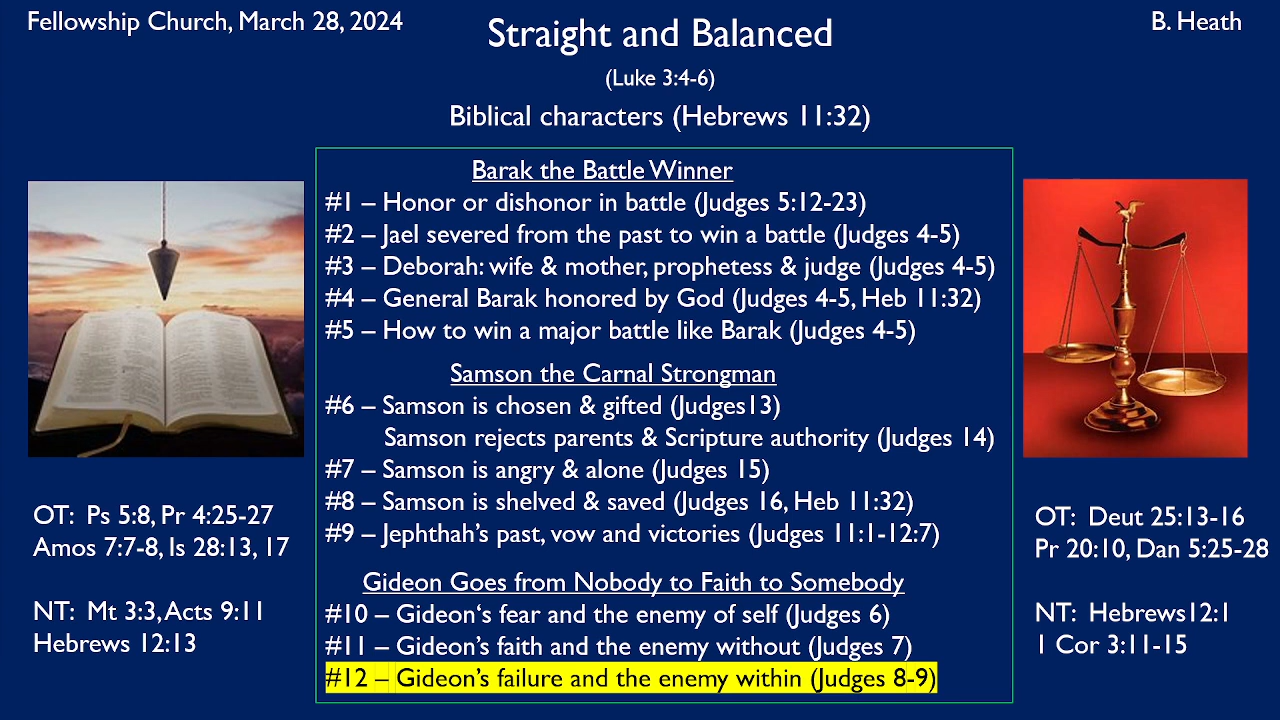 Fellowship Church, March 28, 2024
B. Heath
Straight and Balanced
(Luke 3:4-6)
Biblical characters (Hebrews 11:32)
Barak the Battle Winner
#1 – Honor or dishonor in battle (Judges 5:12-23)
#2 – Jael severed from the past to win a battle (Judges 4-5)
#3 – Deborah: wife & mother, prophetess & judge (Judges 4-5)
#4 – General Barak honored by God (Judges 4-5, Heb 11:32)
#5 – How to win a major battle like Barak (Judges 4-5)
Samson the Carnal Strongman
#6 – Samson is chosen & gifted (Judges13)
Samson rejects parents & Scripture authority (Judges 14)
#7 – Samson is angry & alone (Judges 15)
#8 – Samson is shelved & saved (Judges 16, Heb 11:32)
#9 – Jephthah’s past, vow and victories (Judges 11:1-12:7)
Gideon Goes from Nobody to Faith to Somebody
#10 – Gideon‘s fear and the enemy of self (Judges 6)
#11 – Gideon’s faith and the enemy without (Judges 7)
#12 – Gideon’s failure and the enemy within (Judges 8-9)
OT: Ps 5:8, Pr 4:25-27
Amos 7:7-8, Is 28:13, 17
NT: Mt 3:3, Acts 9:11
Hebrews 12:13
OT: Deut 25:13-16
Pr 20:10, Dan 5:25-28
NT: Hebrews12:1
1 Cor 3:11-15